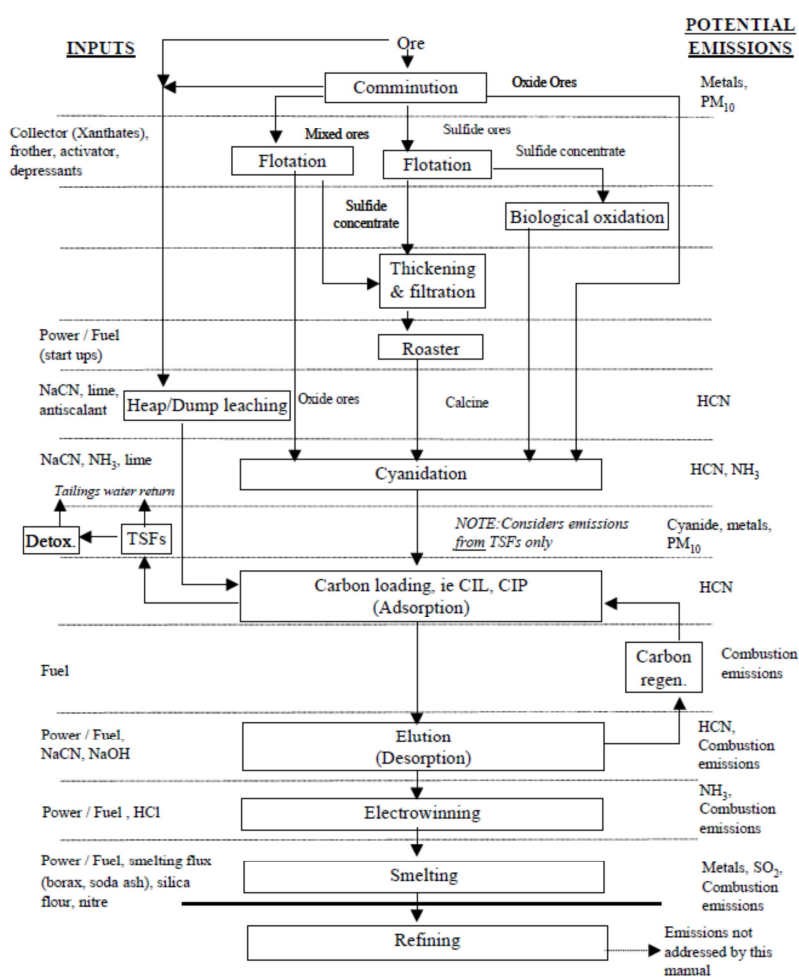 INPUTS
POTENTIAL
EMISSIONS
Ore
Comminution
Oxide Ores
Metals,
PM10
Collector (Xanthates),
frother, activator,
depressants
Mixed ores
Sulfide ores
Flotation
Flotation
Sulfide concentrate
Sulfide
concentrate
Biological oxidation
Thickening
& filtration
Power / Fuel
(start ups)
Roaster
NaCN, lime,
antiscalant
Heap/Dump leaching
Oxide ores
Calcine
HCN
NaCN, NH3, lime
Cyanidation
HCN, NH3
Tailings water return
Detox.
TSFs
NOTE:Considers emissions
from TSFs only
Cyanide, metals,
PM10
Carbon loading, ie CIL, CIP
(Adsorption)
HCN
Fuel
Carbon
regen.
Combustion
emissions
Power / Fuel,
NaCN, NaOH
Elution
(Desorption)
HCN,
Combustion
emissions
Power / Fuel , HCl
Electrowinning
NH3,
Combustion
emissions
Power / Fuel, smelting flux
(borax, soda ash), silica
flour, nitre
Smelting
Metals, SO2,
Combustion
emissions
Refining
Emissions not
addressed by this
manual